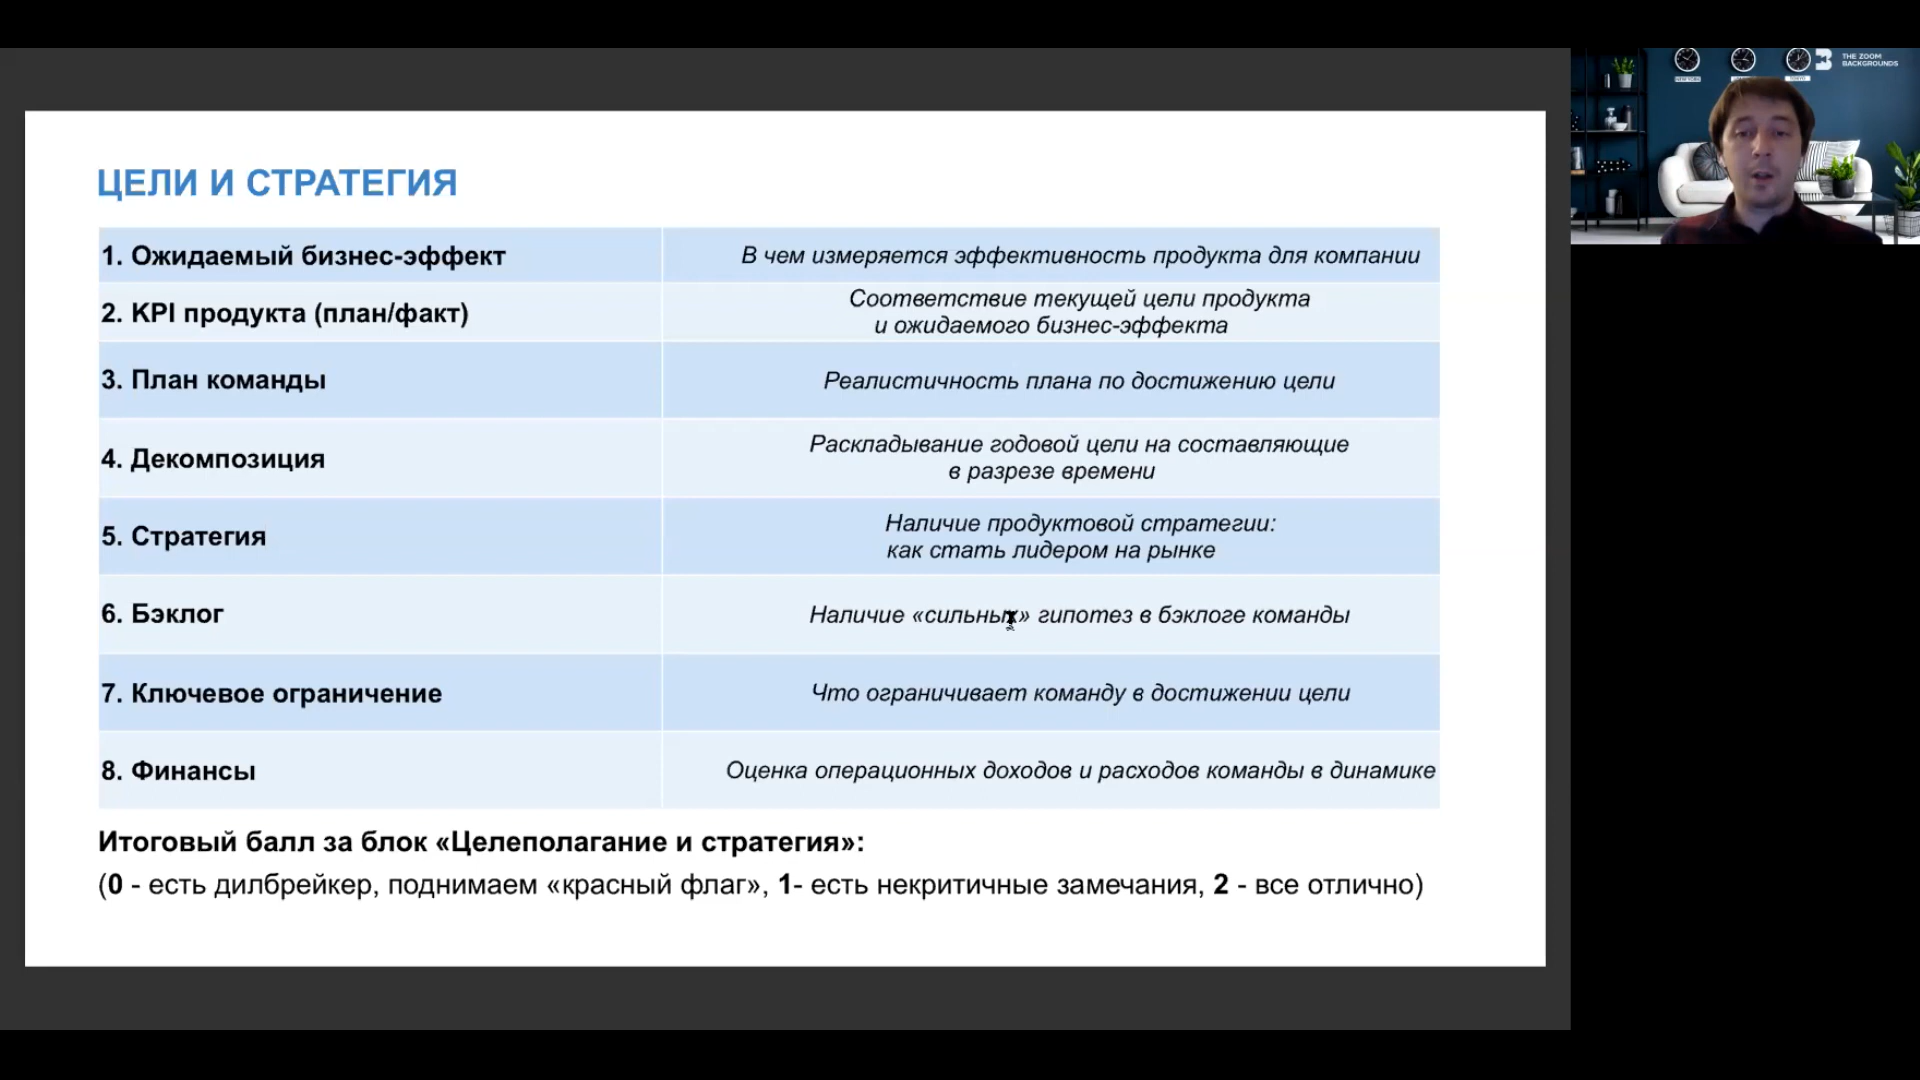 THE ZOOM
BACKGROUNDS
ЦЕЛИ И СТРАТЕГИЯ
1. Ожидаемый бизнес-эффект
В чем измеряется эффективность продукта для компании
2. KPI продукта (план/факт)
Соответствие текущей цели продукта
и ожидаемого бизнес-эффекта
3. План команды
Реалистичность плана по достижению цели
4. Декомпозиция
Раскладывание годовой цели на составляющие
в разрезе времени
5. Стратегия
Наличие продуктовой стратегии:
как стать лидером на рынке
6. Бэклог
Наличие «сильных» гипотез в бэклоге команды
7. Ключевое ограничение
Что ограничивает команду в достижении цели
8. Финансы
Оценка операционных доходов и расходов команды в динамике
Итоговый балл за блок «Целеполагание и стратегия»:
(0 - есть дилбрейкер, поднимаем «красный флаг», 1- есть некритичные замечания, 2 - все отлично)